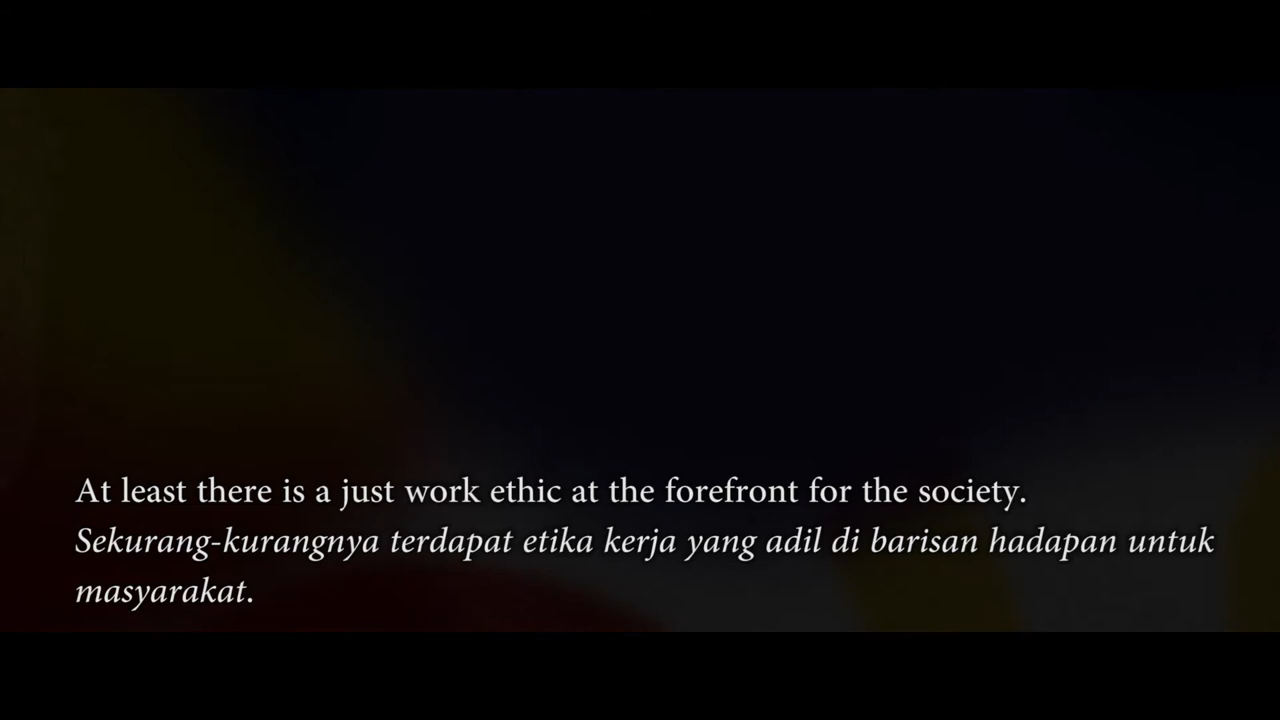 At least there is a just work ethic at the forefront for the society.
Sekurang-kurangnya terdapat etika kerja yang adil di barisan hadapan untuk
masyarakat.